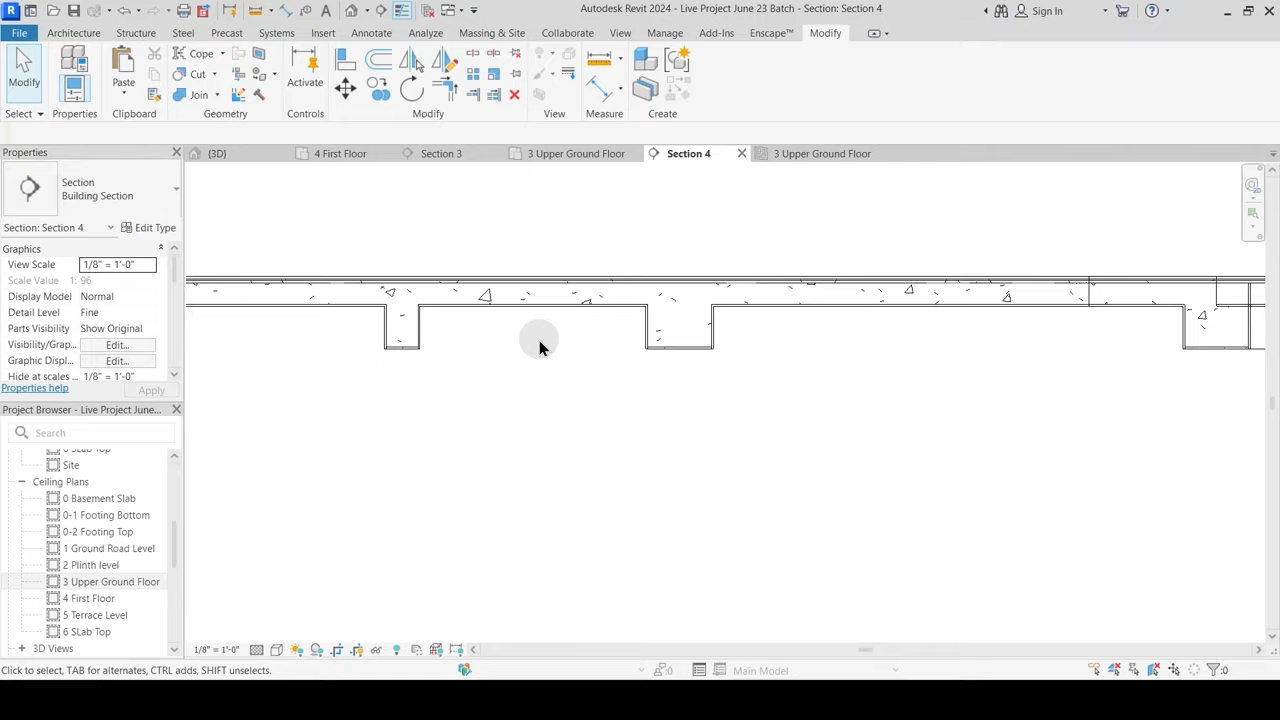 Autodesk Revit 2024 - Live Project June 23 Batch - Section: Section 4
Sign In
File Architecture Structure Steel Precast Systems Insert Annotate Analyze Massing & Site Collaborate View Manage Add-Ins Enscape™ Modify
Modify
Paste
Cope
Cut
Join
Activate
Select Properties Clipboard Geometry Controls Modify View Measure Create
Properties
{3D} 4 First Floor Section 3 3 Upper Ground Floor Section 4 3 Upper Ground Floor
Section
Building Section
Section: Section 4 Edit Type
Graphics
View Scale 1/8" = 1'-0"
Scale Value 1: 96
Display Model Normal
Detail Level Fine
Parts Visibility Show Original
Visibility/Grap... Edit...
Graphic Displ... Edit...
Hide at scales ... 1/8" = 1'-0"
Properties help Apply
Project Browser - Live Project June...
Search
Site
Ceiling Plans
0 Basement Slab
0-1 Footing Bottom
0-2 Footing Top
1 Ground Road Level
2 Plinth level
3 Upper Ground Floor
4 First Floor
5 Terrace Level
6 SLab Top
3D Views
1/8" = 1'-0"
Click to select, TAB for alternates, CTRL adds, SHIFT unselects.
:0
Main Model
:0